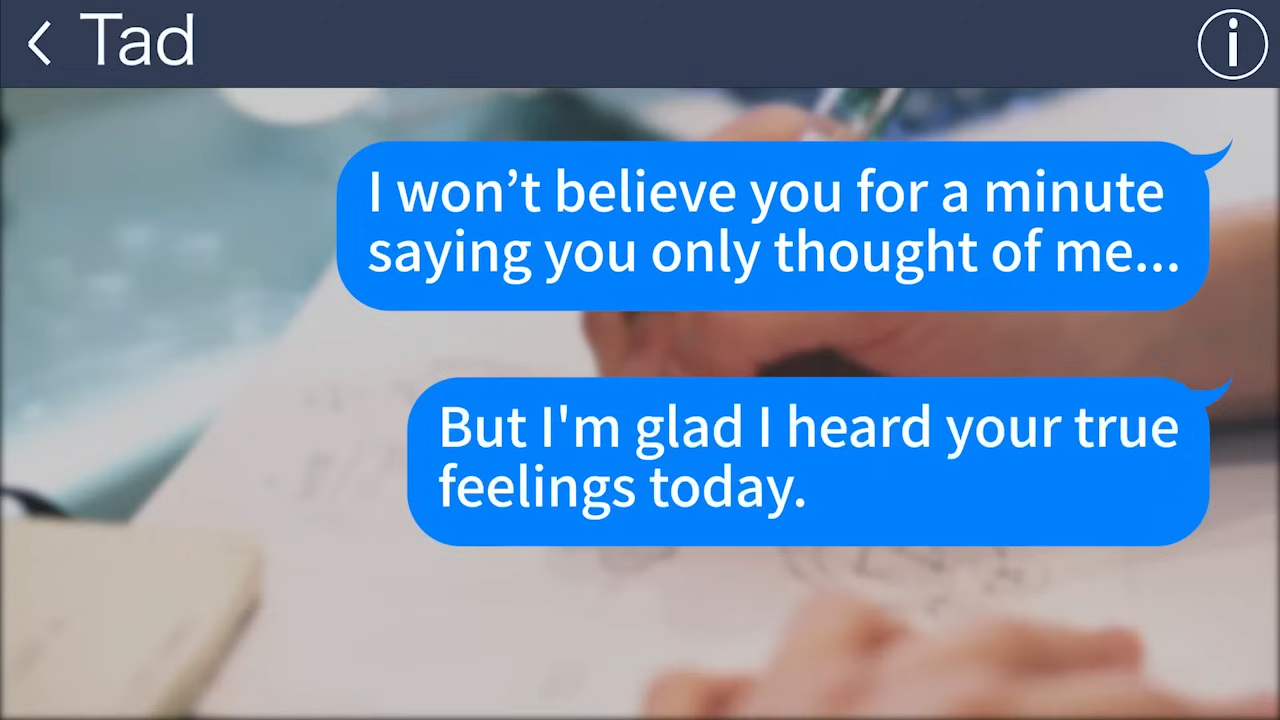 Tad
I won’t believe you for a minute
saying you only thought of me...
But I'm glad I heard your true
feelings today.